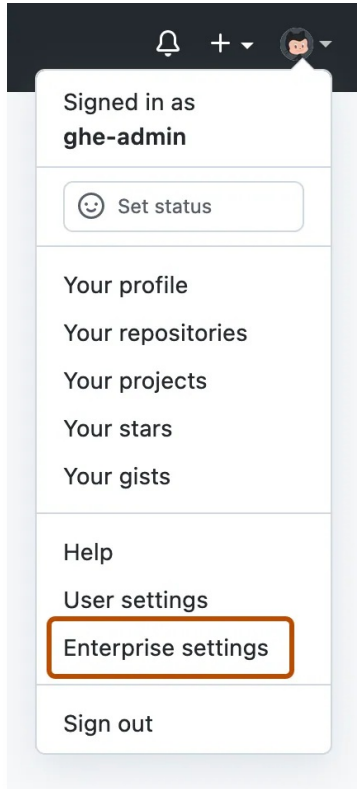 Signed in as
ghe-admin
Set status
Your profile
Your repositories
Your projects
Your stars
Your gists
Help
User settings
Enterprise settings
Sign out